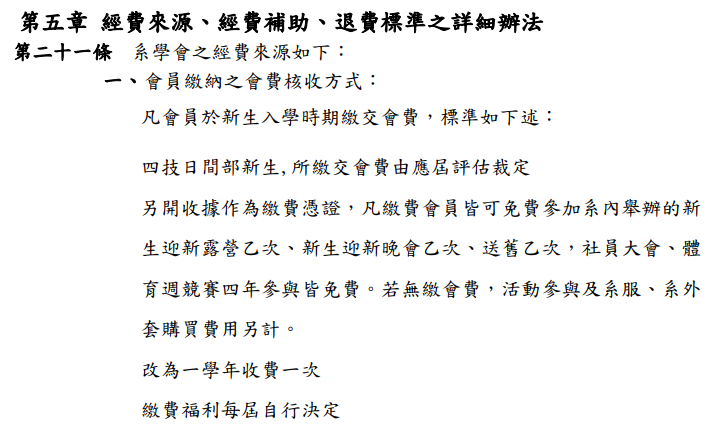 第五章 經費來源、經費補助、退費標準之詳細辦法
第二十一條 系學會之經費來源如下：
一、會員繳納之會費核收方式：
凡會員於新生入學時期繳交會費，標準如下述：
四技日間部新生,所繳交會費由應屆評估裁定
另開收據作為繳費憑證，凡繳費會員皆可免費參加系內舉辦的新
生迎新露營乙次、新生迎新晚會乙次、送舊乙次，社員大會、體
育週競賽四年參與皆免費。若無繳會費，活動參與及系服、系外
套購買費用另計。
改為一學年收費一次
繳費福利每屆自行決定